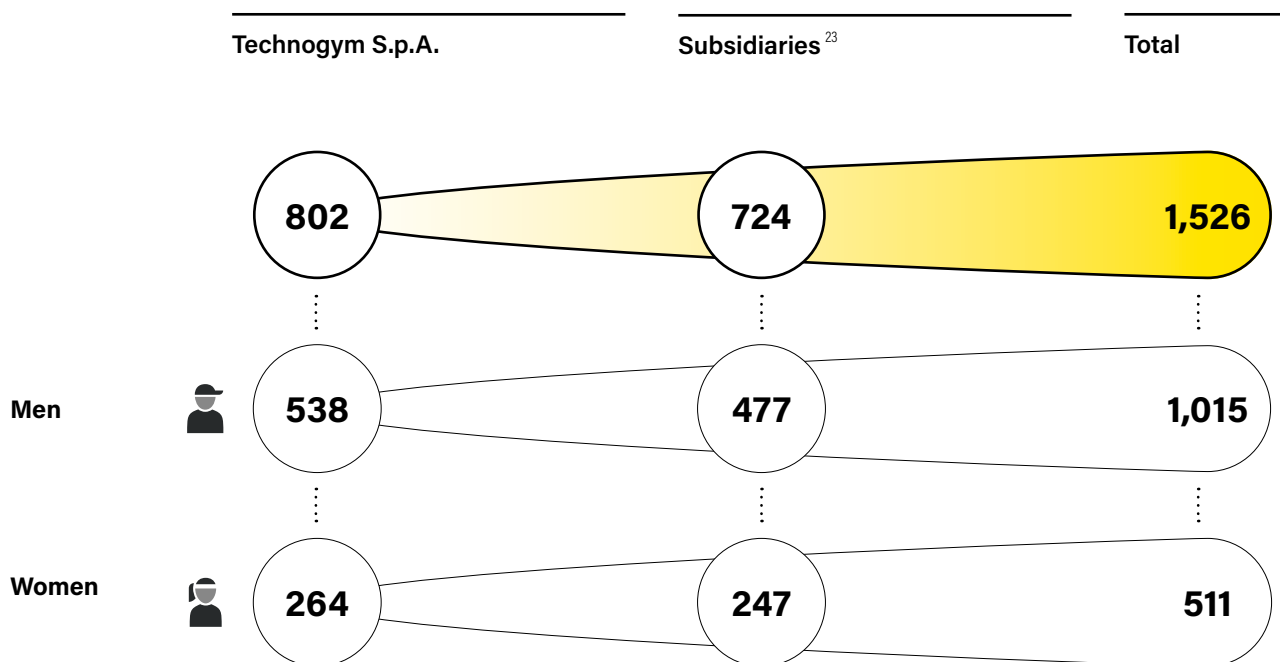 Technogym S.p.A. Subsidiaries 23 Total
802 724 1,526
Men 538 477 1,015
Women 264 247 511